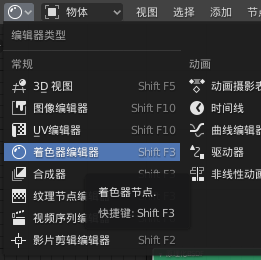 物体 视图 选择 添加 节
编辑器类型
常规
3D 视图 Shift F5
图像编辑器 Shift F10
UV编辑器 Shift F10
着色器编辑器 Shift F3
合成器 Shift F3
纹理节点编
视频序列编
影片剪辑编辑器 Shift F2
着色器节点.
快捷键: Shift F3
动画
动画摄影表
时间线
曲线编辑
驱动器
非线性动画